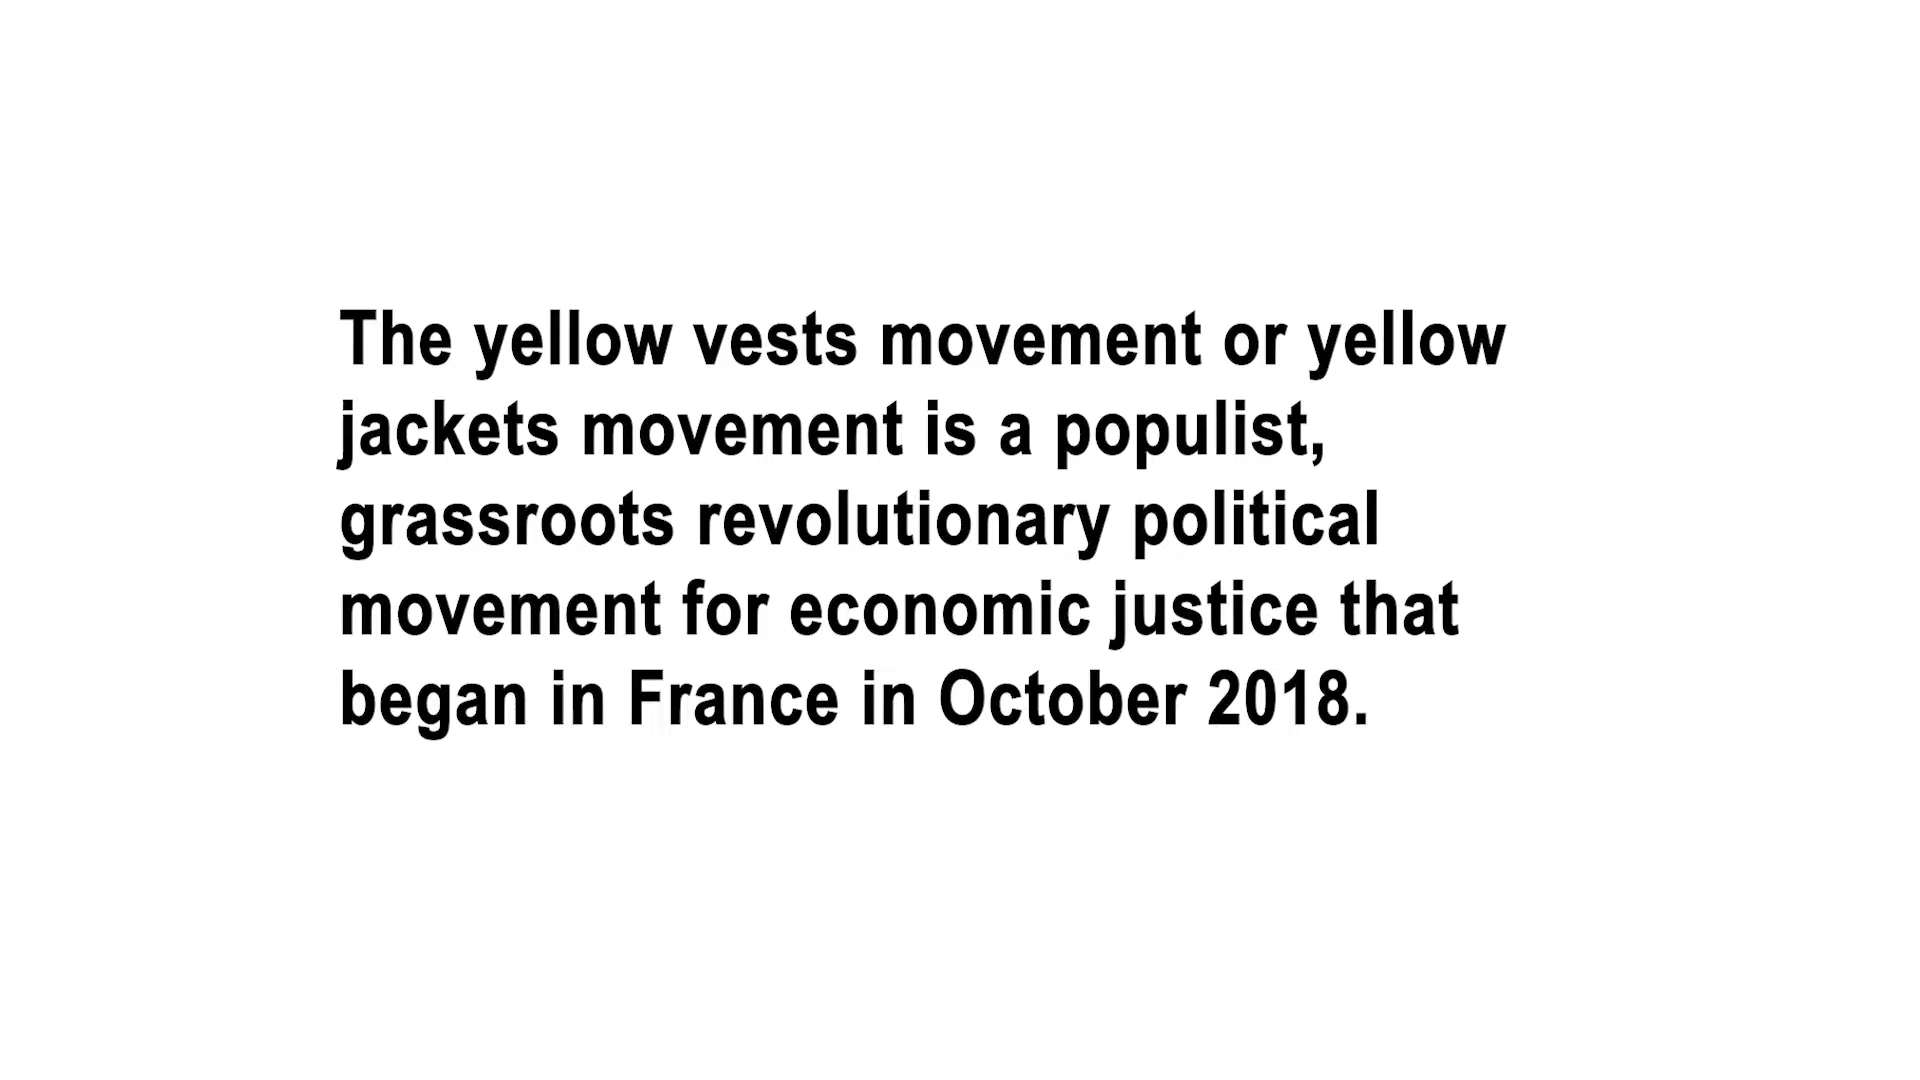 The yellow vests movement or yellow
jackets movement is a populist,
grassroots revolutionary political
movement for economic justice that
began in France in October 2018.